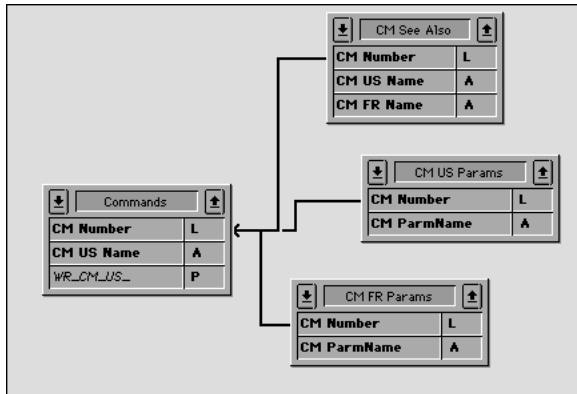 CM See Also
CM Number L
CM US Name A
CM FR Name A
CM US Params
CM Number L
CM ParmName A
Commands
CM Number L
CM US Name A
WR_CM_US_ P
CM FR Params
CM Number L
CM ParmName A